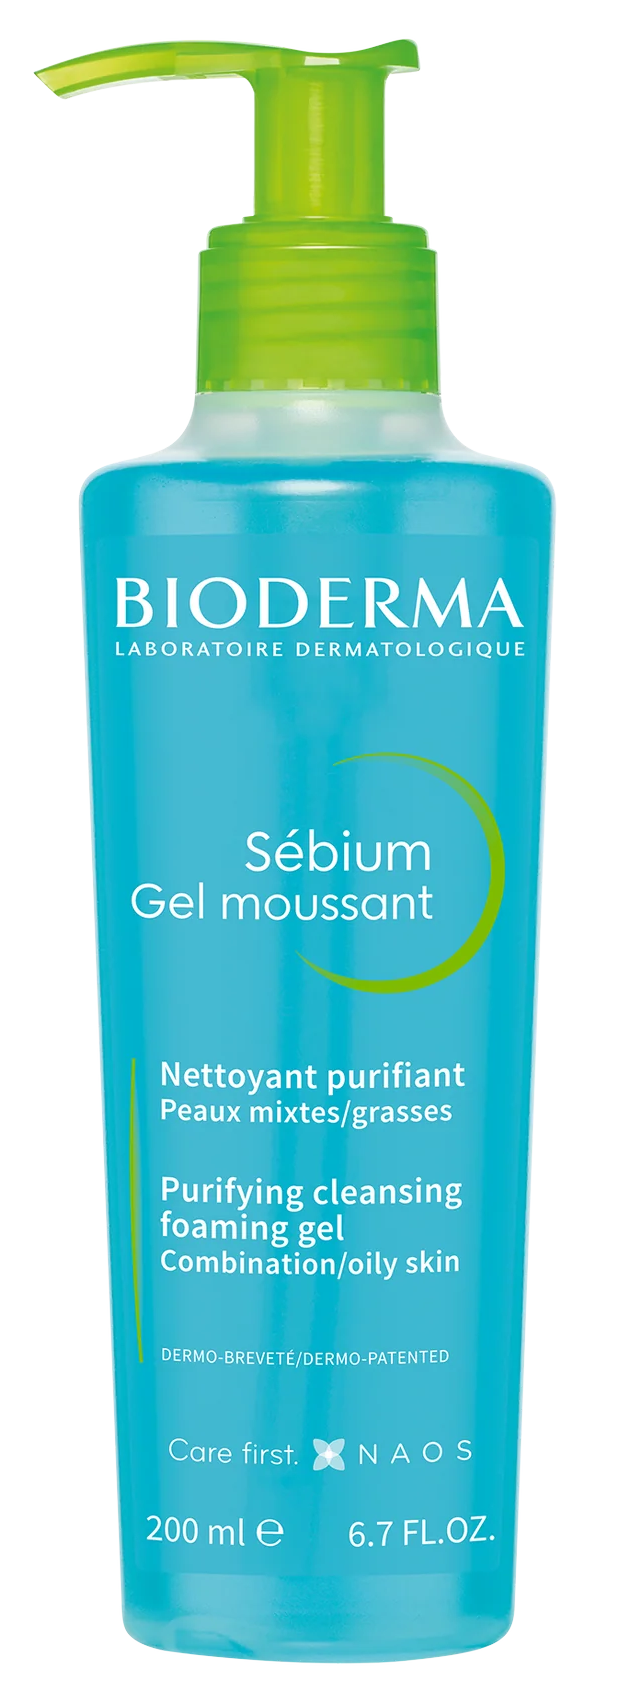 BIODERMA
LABORATOIRE DERMATOLOGIQUE
Sébium
Gel moussant
Nettoyant purifiant
Peaux mixtes/grasses
Purifying cleansing
foaming gel
Combination/oily skin
DERMO-BREVETÉ/DERMO-PATENTED
Care first. NAOS
200 ml ℮ 6.7 FL.OZ.